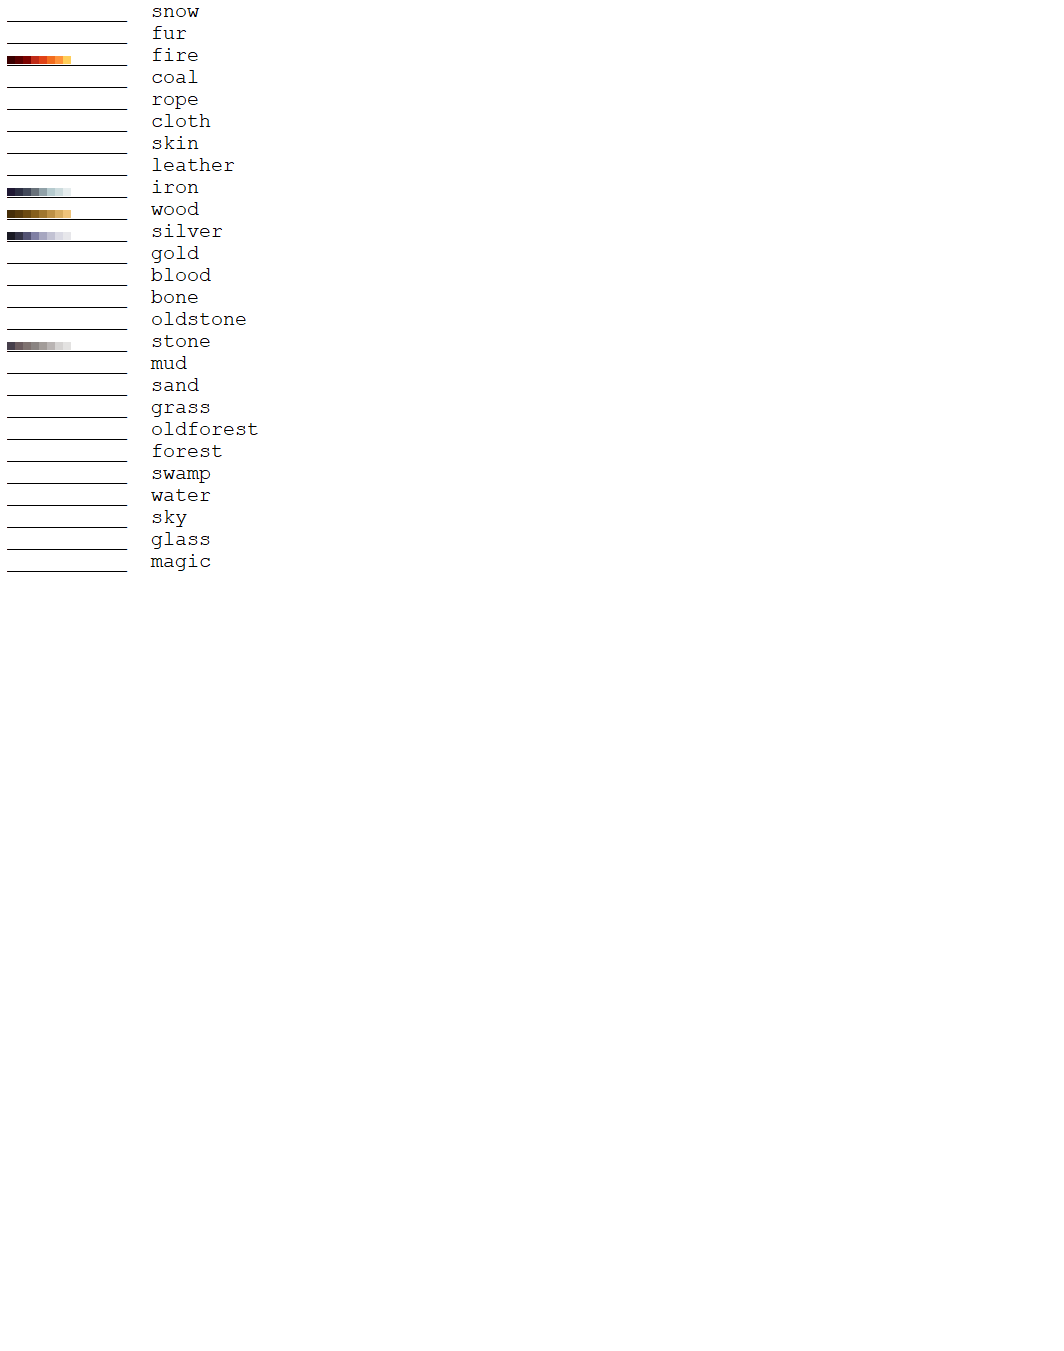 snow
fur
fire
coal
rope
cloth
skin
leather
iron
wood
silver
gold
blood
bone
oldstone
stone
mud
sand
grass
oldforest
forest
swamp
water
sky
glass
magic